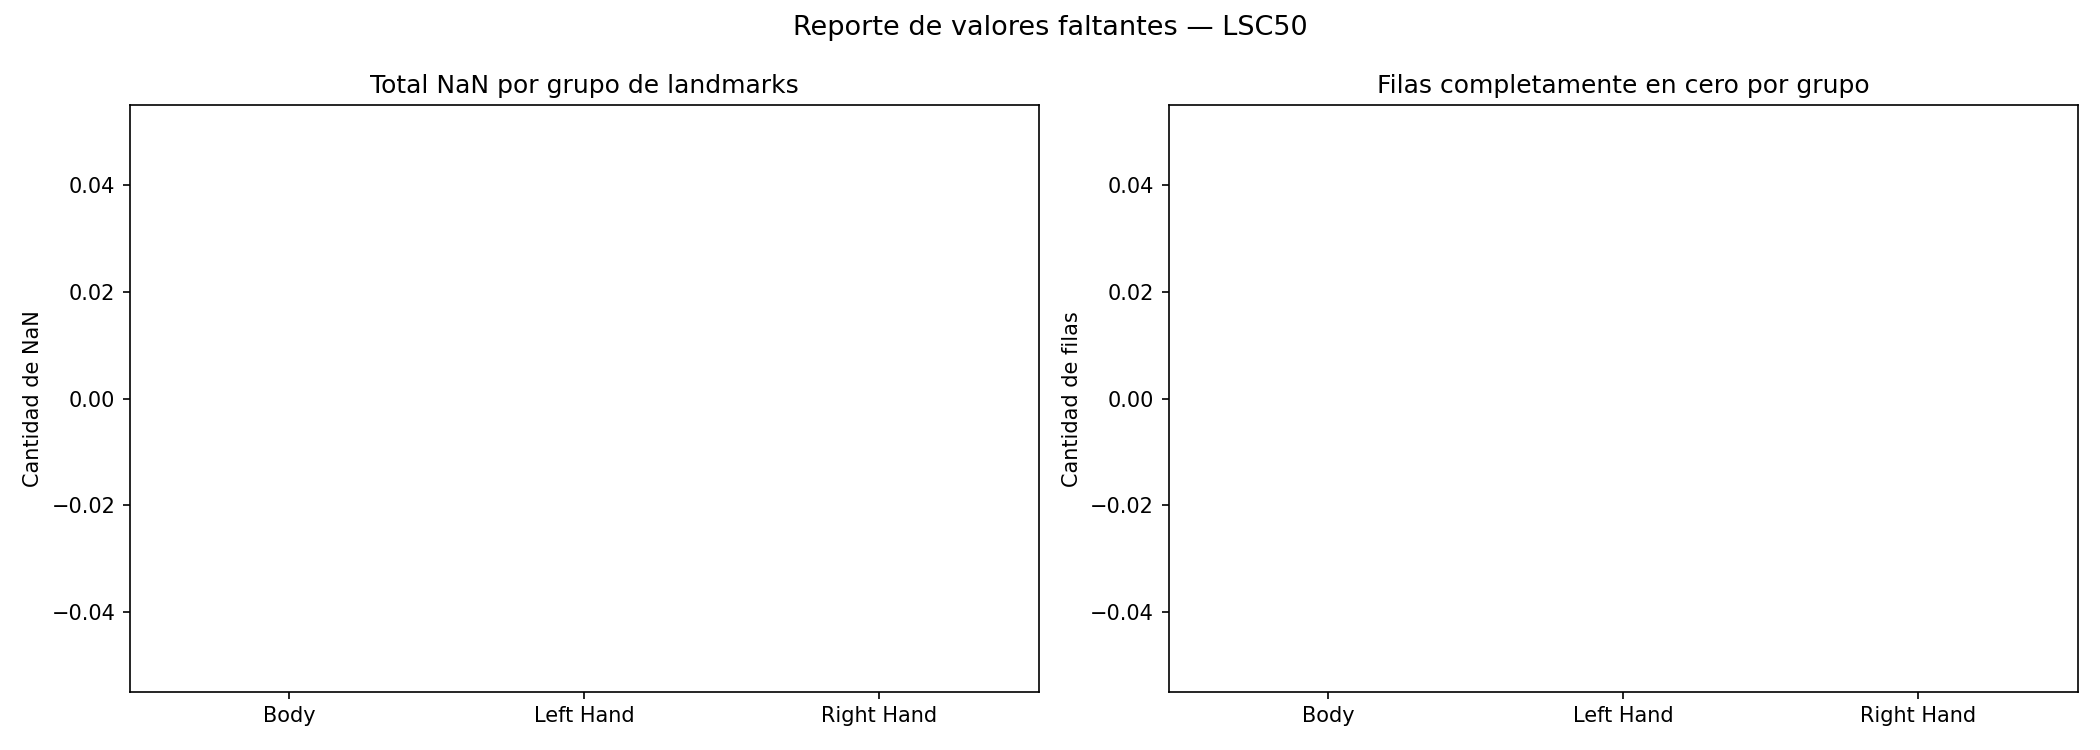 Reporte de valores faltantes — LSC50
Total NaN por grupo de landmarks
Cantidad de NaN
0.04
0.02
0.00
−0.02
−0.04
Body
Left Hand
Right Hand
Filas completamente en cero por grupo
Cantidad de filas
0.04
0.02
0.00
−0.02
−0.04
Body
Left Hand
Right Hand